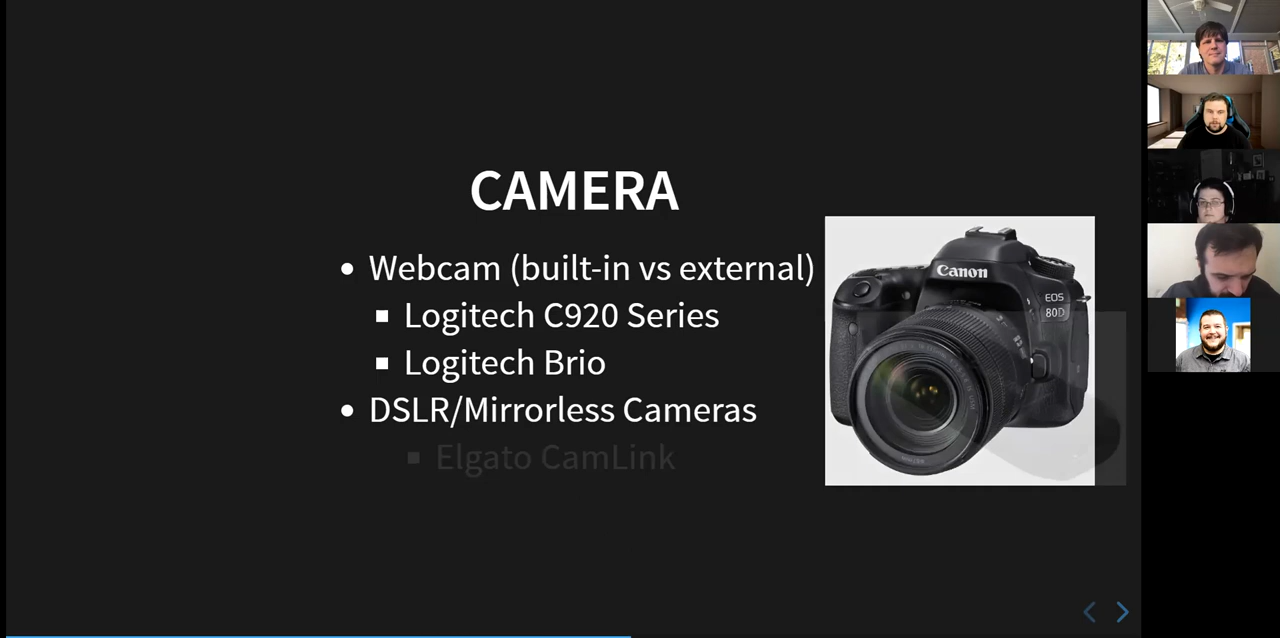 CAMERA
Webcam (built-in vs external)
Logitech C920 Series
Logitech Brio
DSLR/Mirrorless Cameras
Elgato CamLink
Canon
EOS
80D